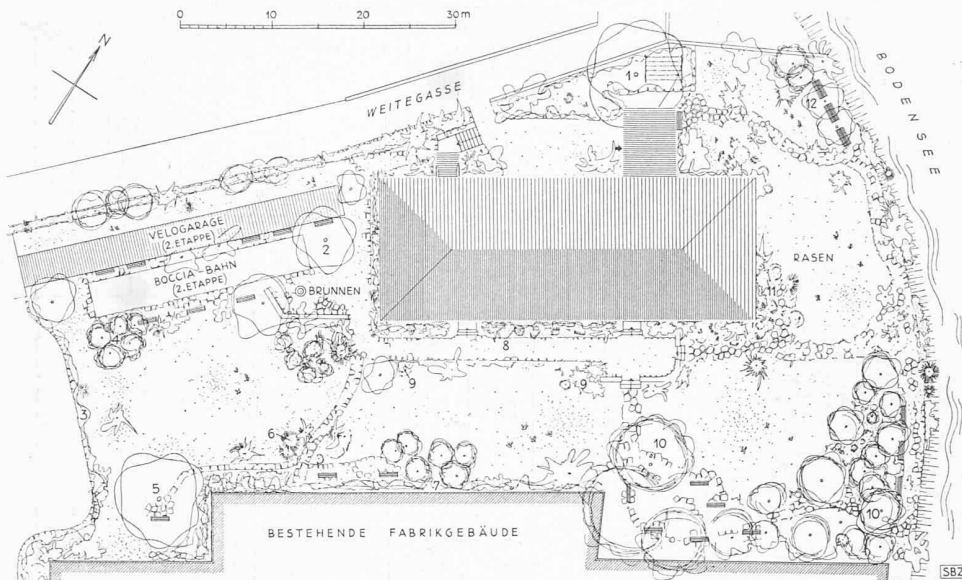 0 10 20 30 m
N
WEITEGASSE
BODENSEE
1
12
VELOGARAGE
(2. ETAPPE)
2
BOCCIA-BAHN
(2. ETAPPE)
BRUNNEN
RASEN
11
8
9
9
3
6
10
5
7
10
BESTEHENDE FABRIKGEBÄUDE
SBZ